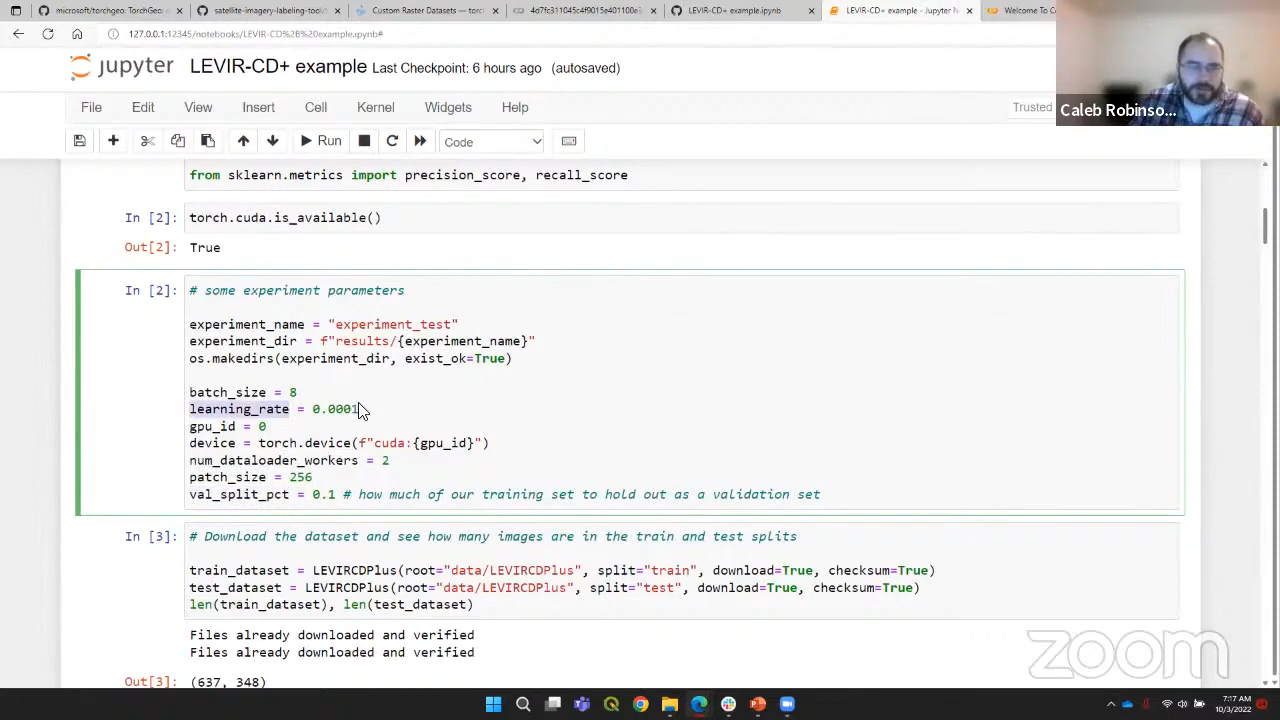 microsoft/torchgeo: TorchGeo:
satellite-imagery-labeling-tool/
Custom Raster Datasets — torch
4d7fc311045c4f9015e401100e3
LEVIR-CD+ example.ipynb
LEVIR-CD+ example - Jupyter N
Welcome To C
127.0.0.1:12345/notebooks/LEVIR-CD%2B%20example.ipynb#
jupyter LEVIR-CD+ example Last Checkpoint: 6 hours ago (autosaved)
File Edit View Insert Cell Kernel Widgets Help
Trusted
Run
Code
Caleb Robinso...
from sklearn.metrics import precision_score, recall_score
In [2]: torch.cuda.is_available()
Out[2]: True
In [2]: # some experiment parameters
experiment_name = "experiment_test"
experiment_dir = f"results/{experiment_name}"
os.makedirs(experiment_dir, exist_ok=True)
batch_size = 8
learning_rate = 0.0001
gpu_id = 0
device = torch.device(f"cuda:{gpu_id}")
num_dataloader_workers = 2
patch_size = 256
val_split_pct = 0.1 # how much of our training set to hold out as a validation set
In [3]: # Download the dataset and see how many images are in the train and test splits
train_dataset = LEVIRCDPlus(root="data/LEVIRCDPlus", split="train", download=True, checksum=True)
test_dataset = LEVIRCDPlus(root="data/LEVIRCDPlus", split="test", download=True, checksum=True)
len(train_dataset), len(test_dataset)
Files already downloaded and verified
Files already downloaded and verified
Out[3]: (637, 348)
zoom
7:17 AM
10/3/2022